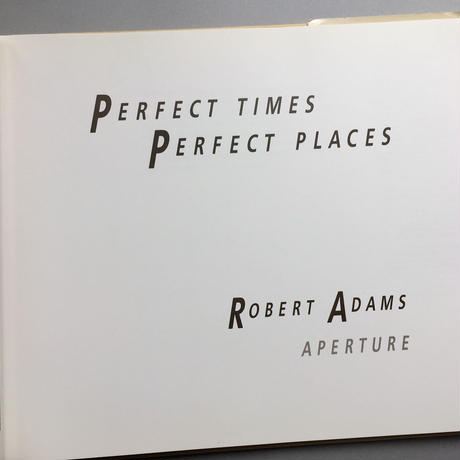 PERFECT TIMES
PERFECT PLACES
ROBERT ADAMS
APERTURE